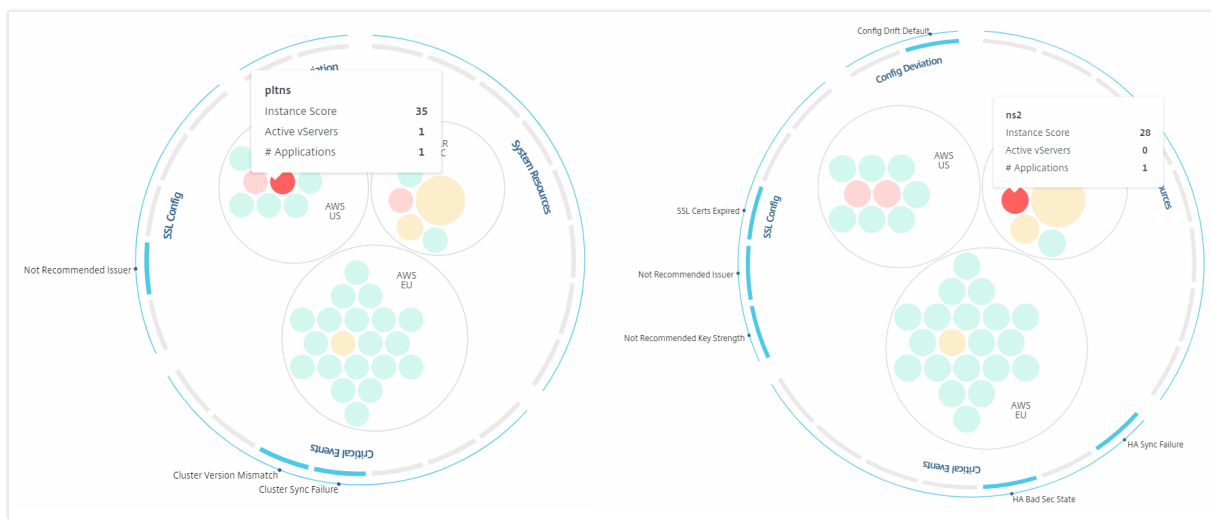 viation
pltns
Instance Score 35
Active vServers 1
# Applications 1
System Resources
SSL Config
AWS
US
Not Recommended Issuer
AWS
EU
Critical Events
Cluster Version Mismatch
Cluster Sync Failure
Config Drift Default
Config Deviation
ns2
Instance Score 28
Active vServers 0
# Applications 1
AWS
US
SSL Certs Expired
SSL Config
Not Recommended Issuer
Not Recommended Key Strength
AWS
EU
HA Sync Failure
Critical Events
HA Bad Sec State